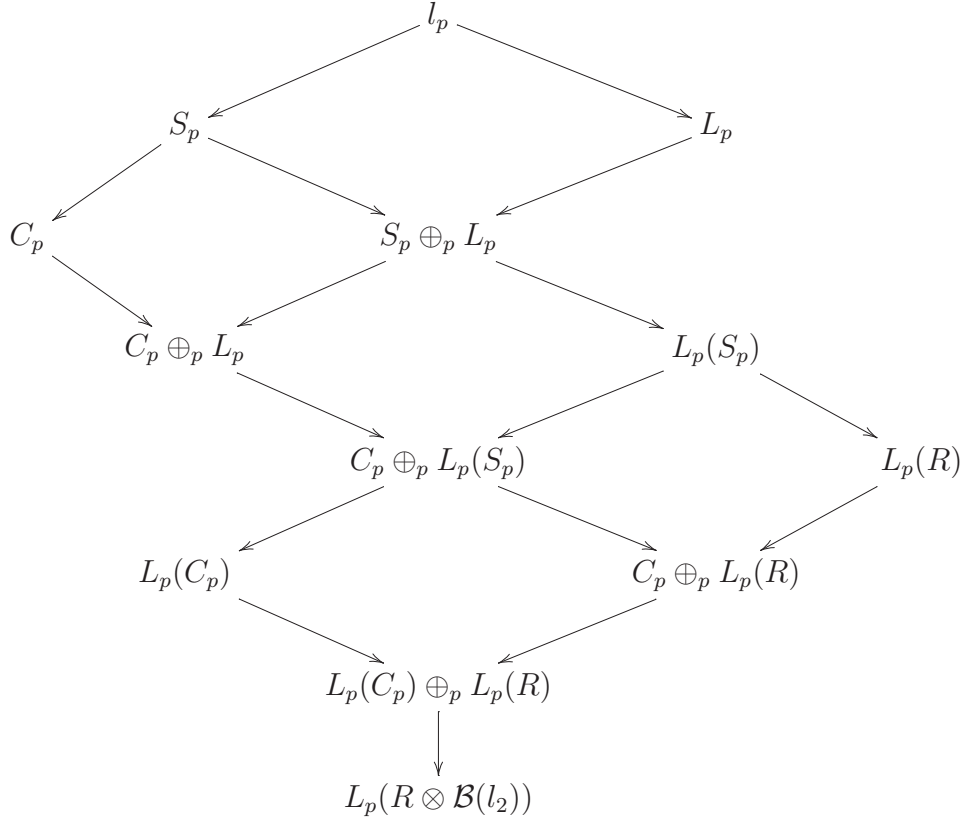 l_p
S_p L_p
C_p S_p ⊕_p L_p
C_p ⊕_p L_p L_p(S_p)
C_p ⊕_p L_p(S_p) L_p(R)
L_p(C_p) C_p ⊕_p L_p(R)
L_p(C_p) ⊕_p L_p(R)
L_p(R ⊗ ℬ(l_2))